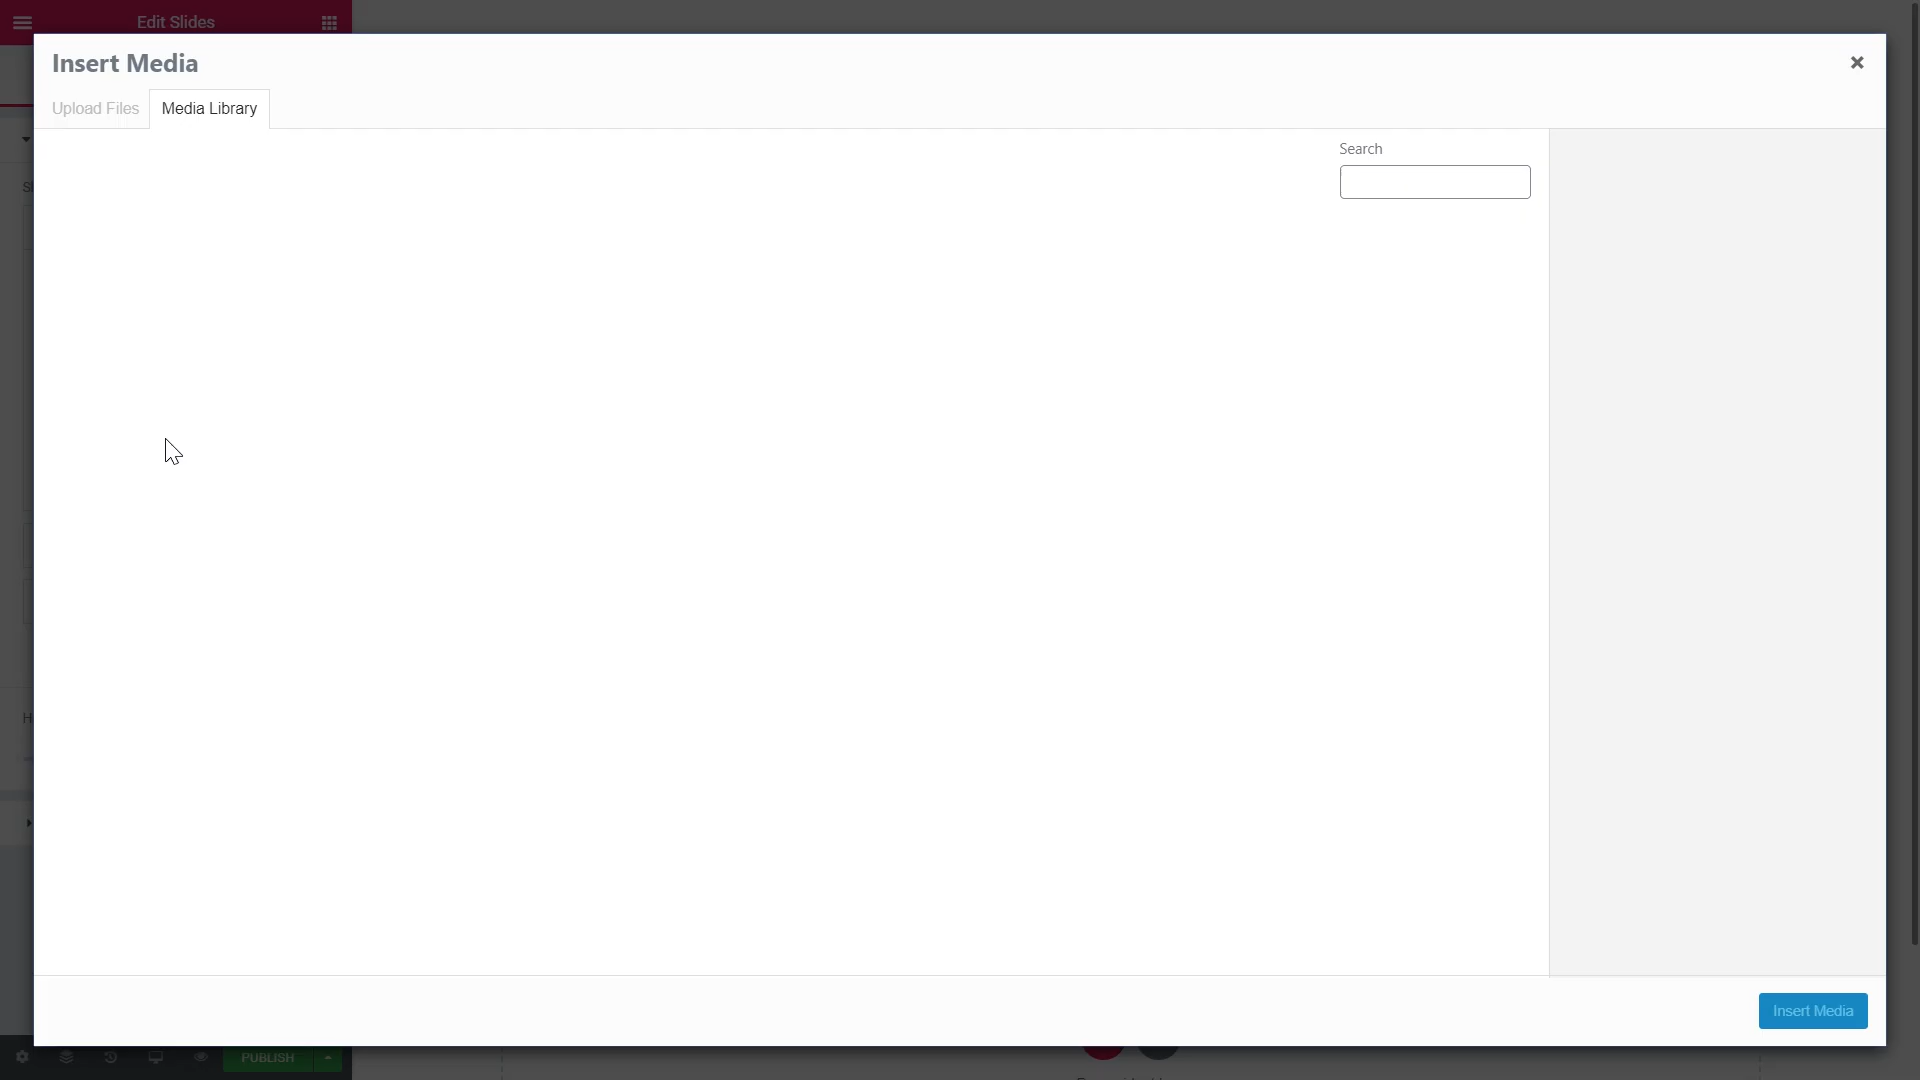 Edit Slides
Insert Media
Upload Files
Media Library
Search
Insert Media
PUBLISH